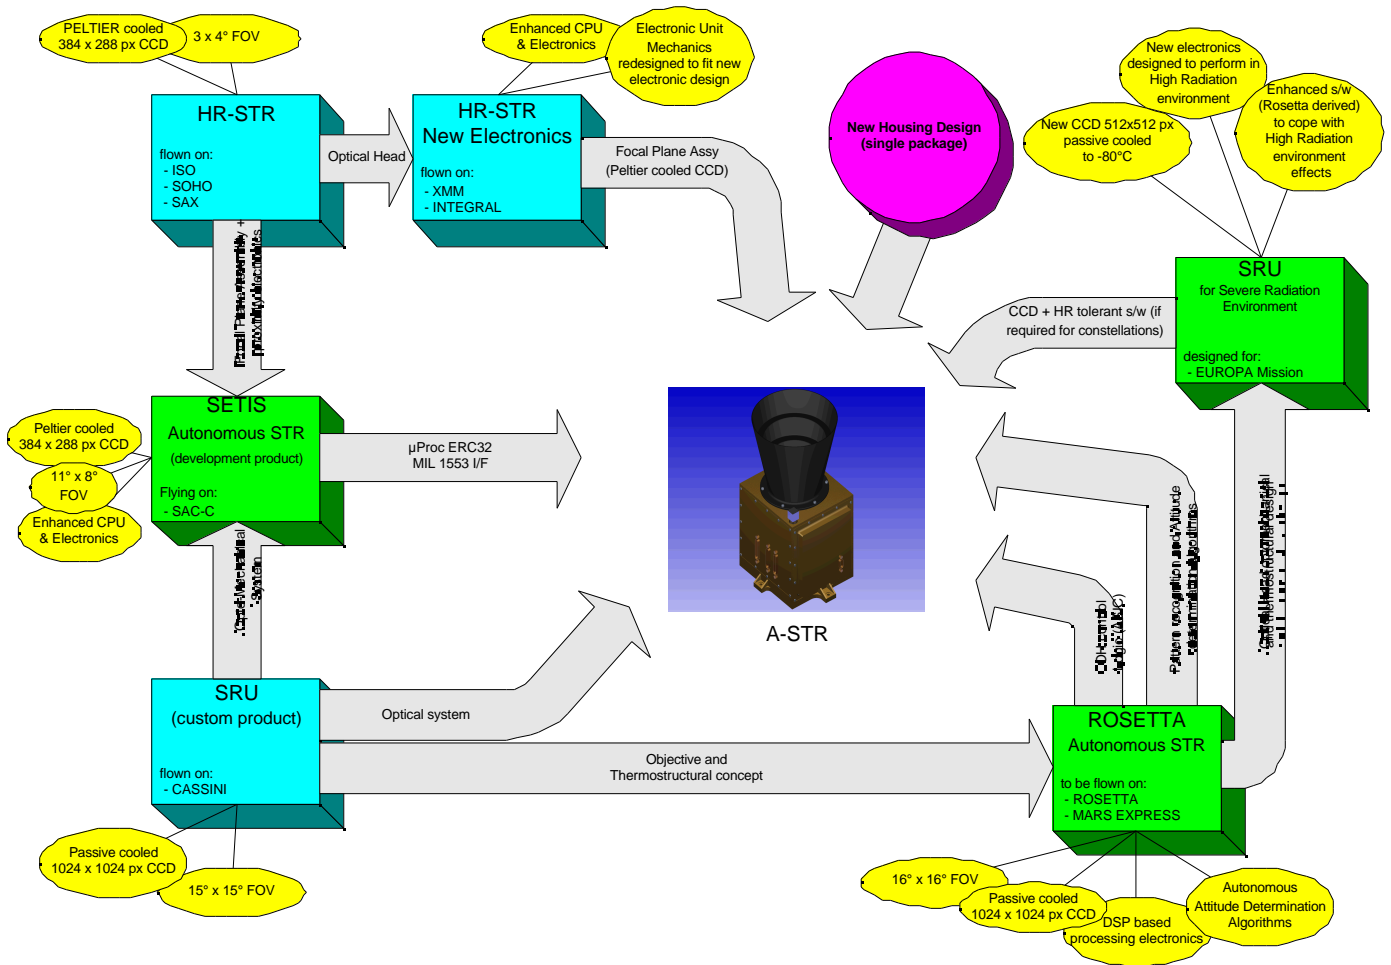 PELTIER cooled
384 x 288 px CCD
3 x 4° FOV
Enhanced CPU
& Electronics
Electronic Unit
Mechanics
redesigned to fit new
electronic design
New electronics
designed to perform in
High Radiation
environment
Enhanced s/w
(Rosetta derived)
to cope with
High Radiation
environment
effects
New CCD 512x512 px
passive cooled
to -80°C
HR-STR
flown on:
- ISO
- SOHO
- SAX
Optical Head
HR-STR
New Electronics
flown on:
- XMM
- INTEGRAL
Focal Plane Assy
(Peltier cooled CCD)
New Housing Design
(single package)
SRU
for Severe Radiation
Environment
designed for:
- EUROPA Mission
CCD + HR tolerant s/w (if
required for constellations)
SETIS
Autonomous STR
(development product)
Flying on:
- SAC-C
Peltier cooled
384 x 288 px CCD
11° x 8°
FOV
Enhanced CPU
& Electronics
µProc ERC32
MIL 1553 I/F
A-STR
System
Pattern recognition and Attitude
and thermostructural design
SRU
(custom product)
flown on:
- CASSINI
Optical system
Objective and
Thermostructural concept
ROSETTA
Autonomous STR
to be flown on:
- ROSETTA
- MARS EXPRESS
Passive cooled
1024 x 1024 px CCD
15° x 15° FOV
16° x 16° FOV
Passive cooled
1024 x 1024 px CCD
DSP based
processing electronics
Autonomous
Attitude Determination
Algorithms